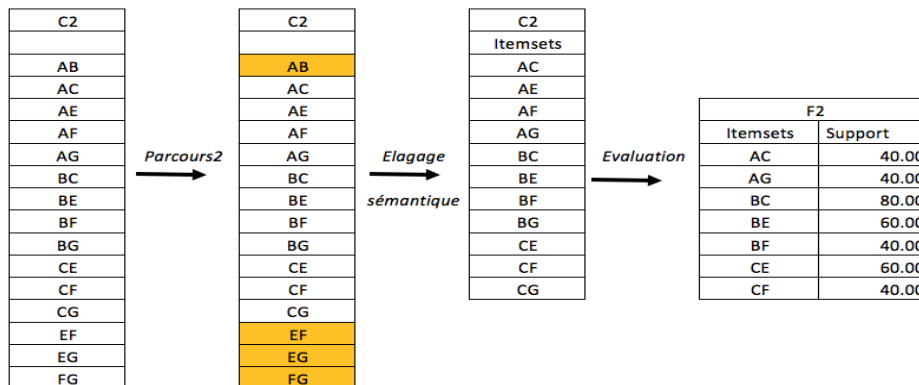 C2
AB
AC
AE
AF
AG
BC
BE
BF
BG
CE
CF
CG
EF
EG
FG
Parcours2
C2
AB
AC
AE
AF
AG
BC
BE
BF
BG
CE
CF
CG
EF
EG
FG
Elagage
sémantique
C2
Itemsets
AC
AE
AF
AG
BC
BE
BF
BG
CE
CF
CG
Evaluation
F2
Itemsets Support
AC 40.00
AG 40.00
BC 80.00
BE 60.00
BF 40.00
CE 60.00
CF 40.00